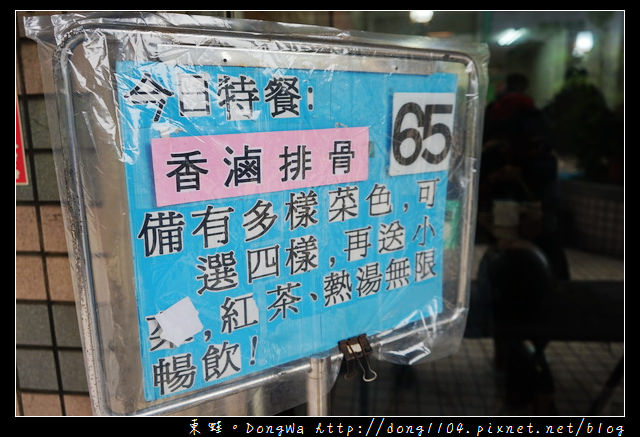 今日特餐:
65
香滷排骨
備有多樣菜色,可
選四樣,再送小
菜,紅茶、熱湯無限
暢飲!
東蛙。DongWa http://dong1104.pixnet.net/blog